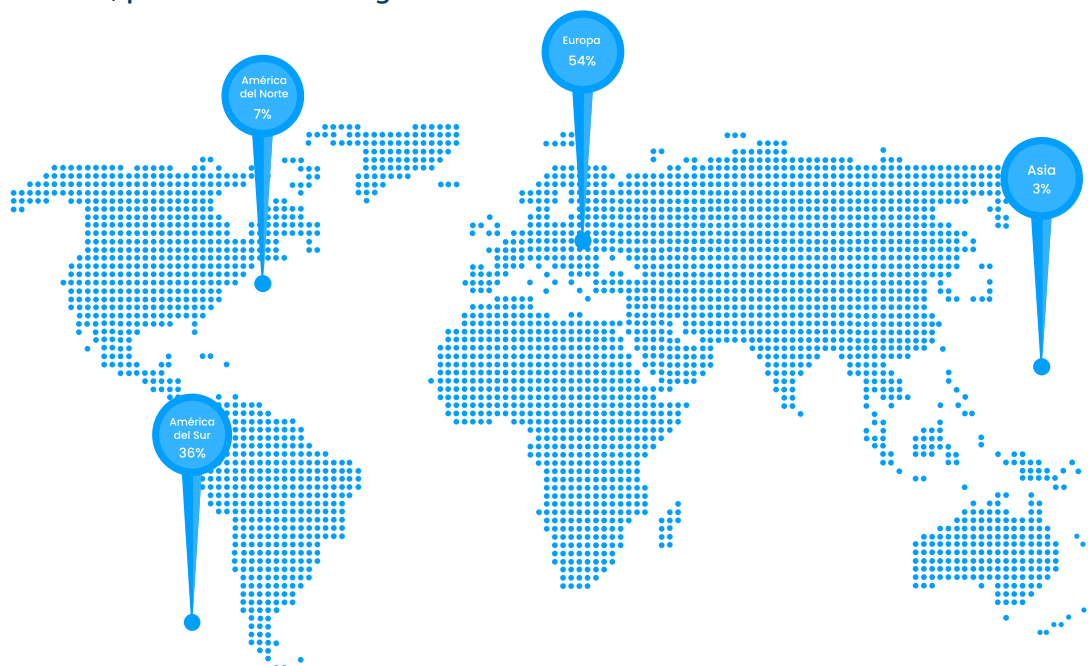 Europa
54%
América
del Norte
7%
Asia
3%
América
del Sur
36%